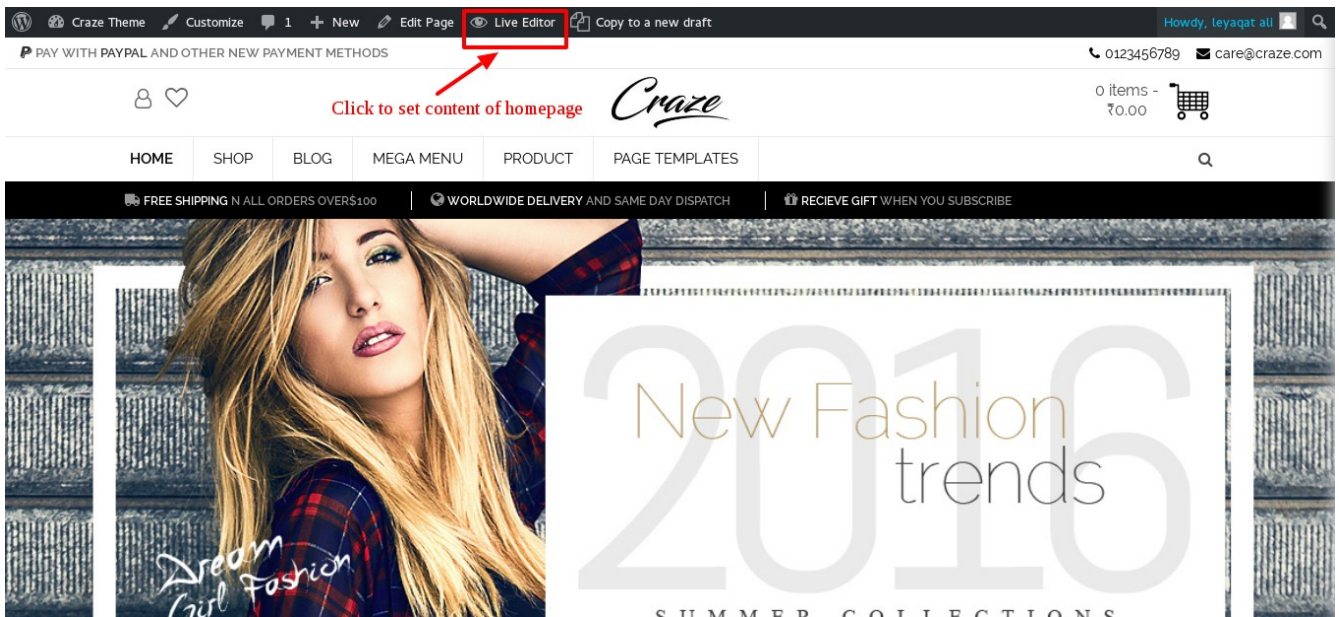 Craze Theme Customize 1 New Edit Page Live Editor Copy to a new draft Howdy, leyaqat ali
PAY WITH PAYPAL AND OTHER NEW PAYMENT METHODS 0123456789 care@craze.com
Click to set content of homepage
Craze
0 items -
₹0.00
HOME SHOP BLOG MEGA MENU PRODUCT PAGE TEMPLATES
FREE SHIPPING N ALL ORDERS OVER$100 WORLDWIDE DELIVERY AND SAME DAY DISPATCH RECIEVE GIFT WHEN YOU SUBSCRIBE
2016
New Fashion
trends
Dream
Girl Fashion
SUMMER COLLECTIONS